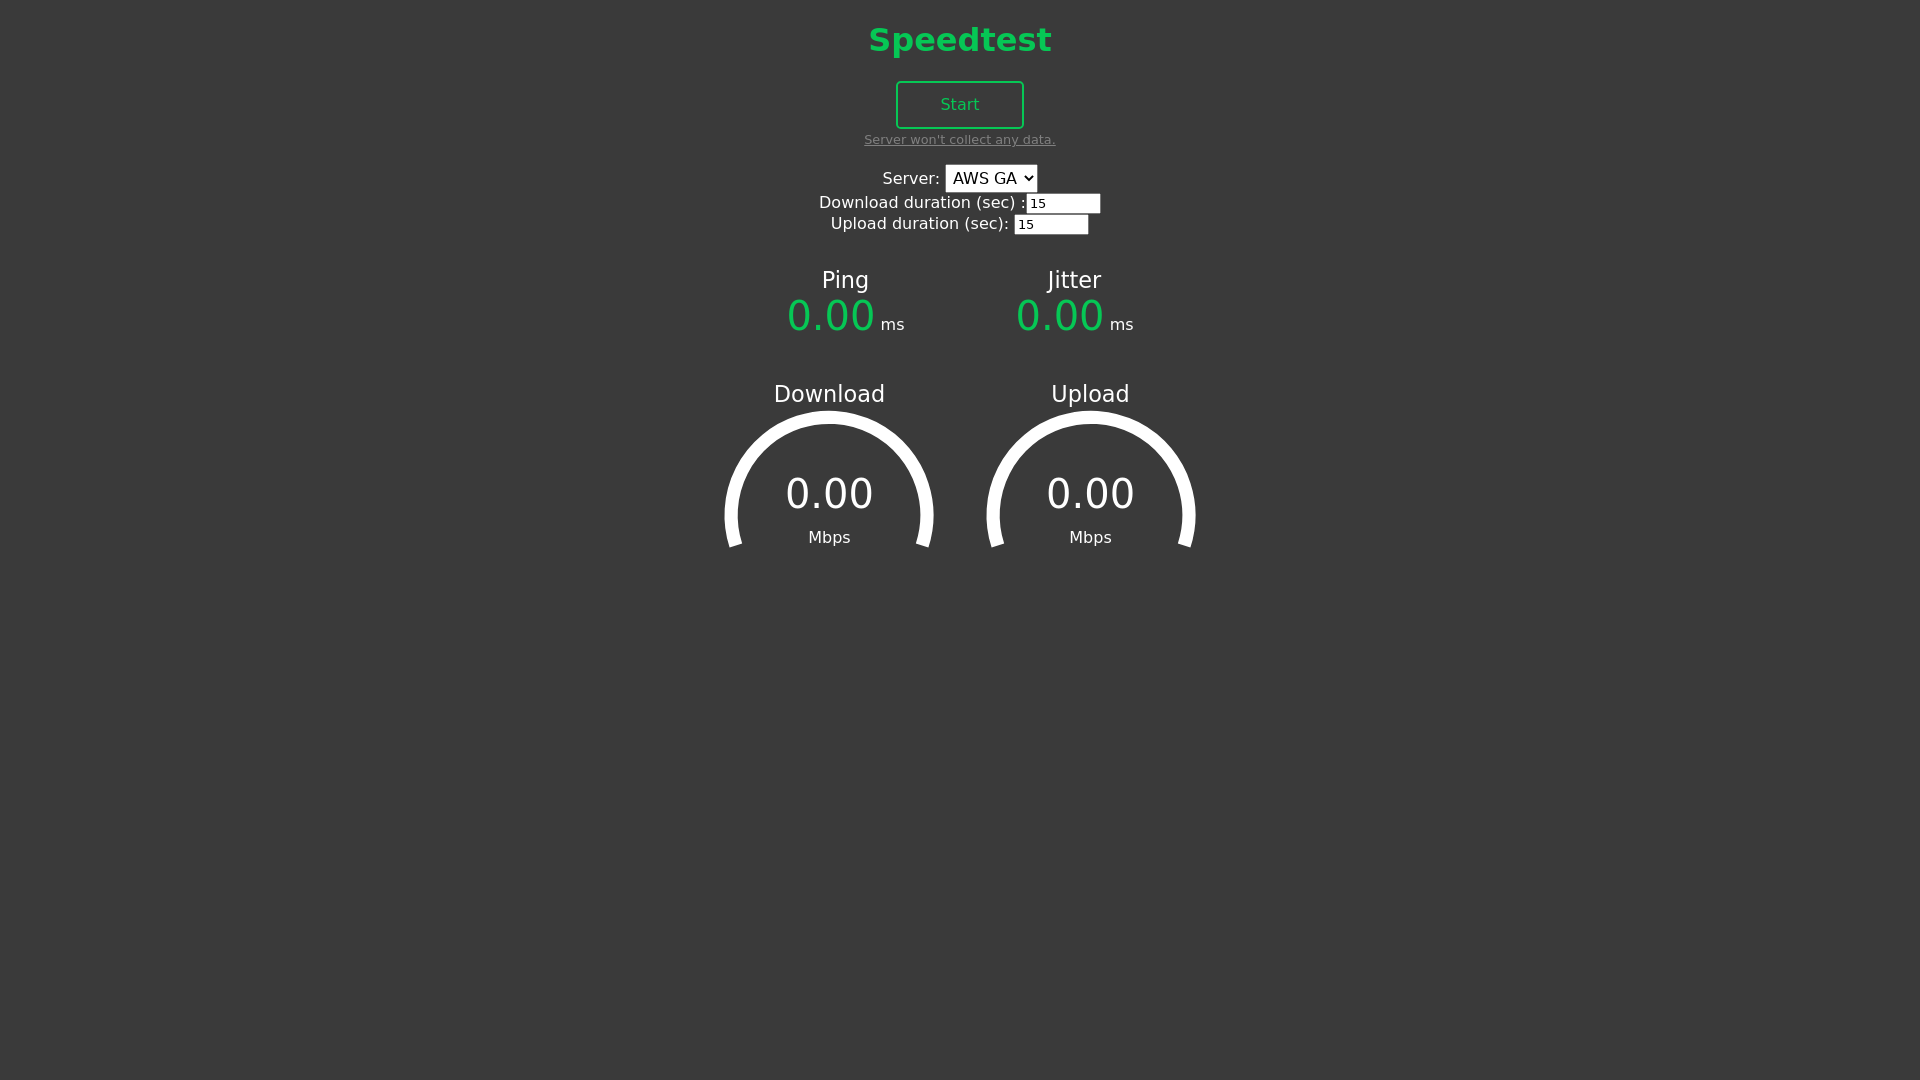 Speedtest
Start
Server won't collect any data.
Server: AWS GA
Download duration (sec) :15
Upload duration (sec): 15
Ping Jitter
0.00 ms 0.00 ms
Download Upload
0.00 0.00
Mbps Mbps